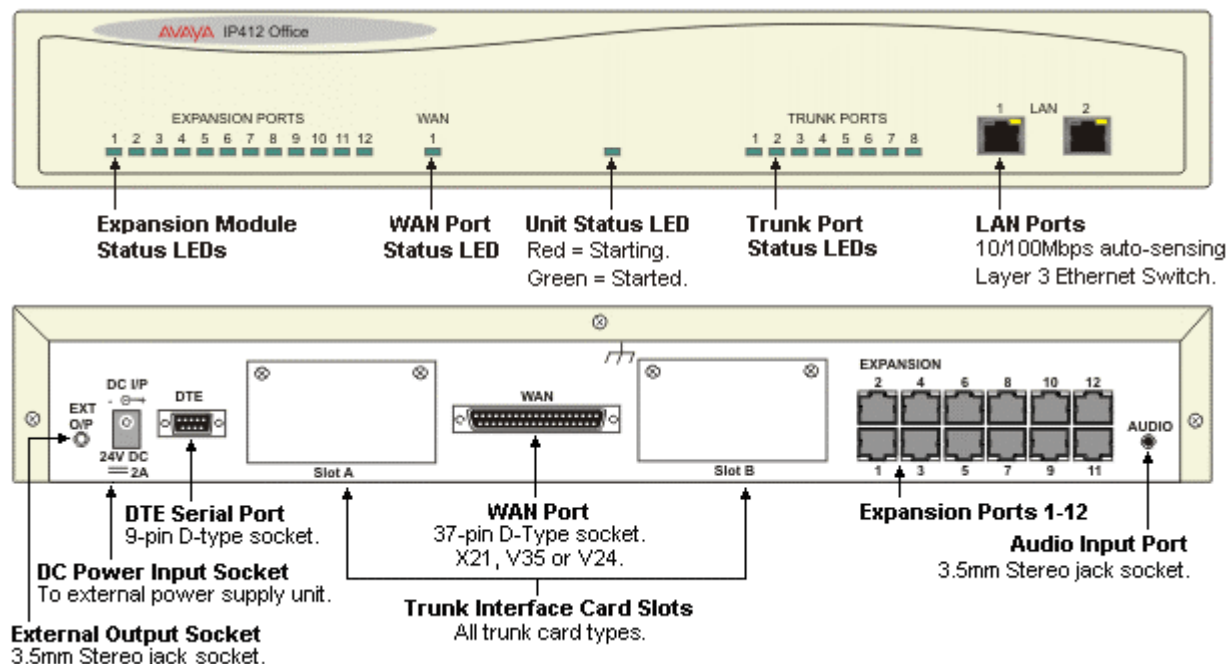 AVAYA IP412 Office
EXPANSION PORTS
1 2 3 4 5 6 7 8 9 10 11 12
WAN
1
TRUNK PORTS
1 2 3 4 5 6 7 8
1 LAN 2
Expansion Module
Status LEDs
WAN Port
Status LED
Unit Status LED
Red = Starting.
Green = Started.
Trunk Port
Status LEDs
LAN Ports
10/100Mbps auto-sensing
Layer 3 Ethernet Switch.
EXT
O/P
DC I/P
24V DC
2A
DTE
Slot A
WAN
Slot B
EXPANSION
2 4 6 8 10 12
1 3 5 7 9 11
AUDIO
DTE Serial Port
9-pin D-type socket.
DC Power Input Socket
To external power supply unit.
External Output Socket
3.5mm Stereo jack socket.
WAN Port
37-pin D-Type socket.
X21, V35 or V24.
Trunk Interface Card Slots
All trunk card types.
Expansion Ports 1-12
Audio Input Port
3.5mm Stereo jack socket.